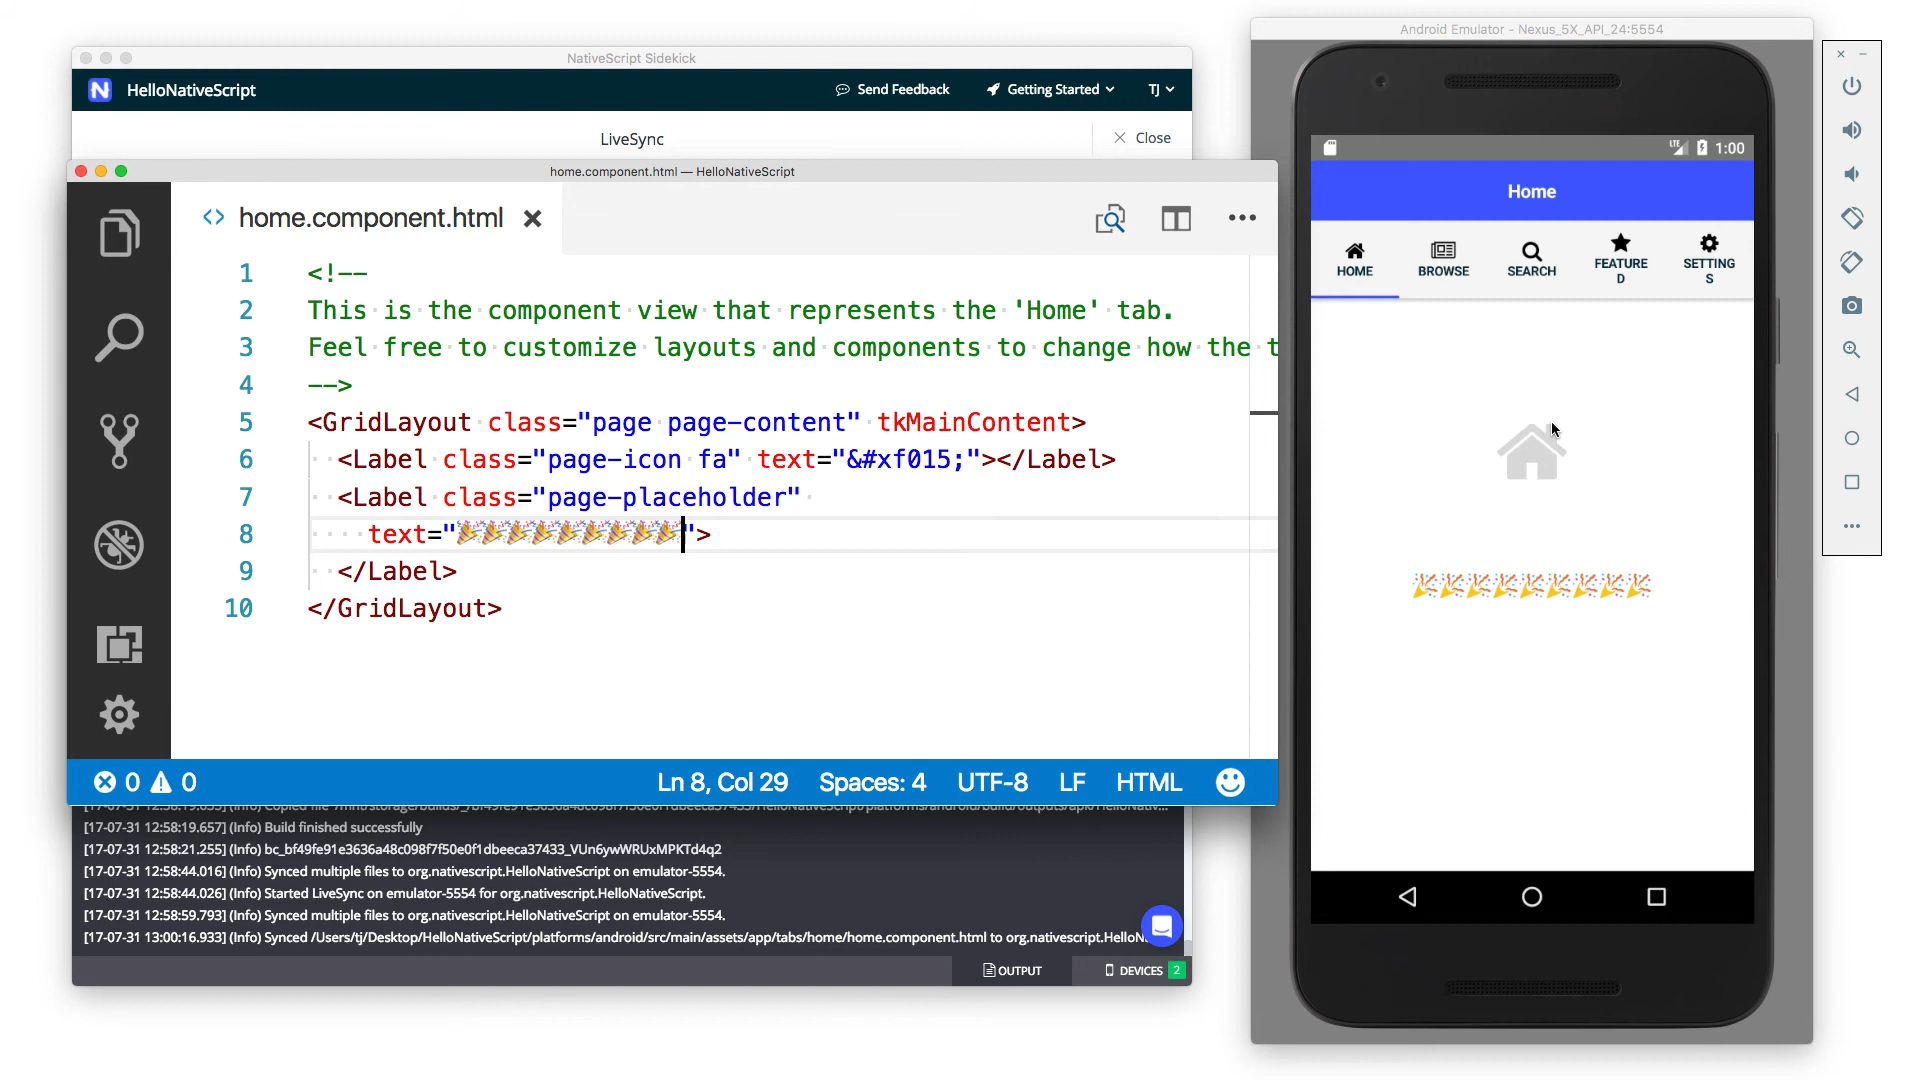 NativeScript Sidekick
N HelloNativeScript
Send Feedback
Getting Started
TJ
LiveSync
Close
home.component.html — HelloNativeScript
<> home.component.html
1 <!--
2 This is the component view that represents the 'Home' tab.
3 Feel free to customize layouts and components to change how the t
4 -->
5 <GridLayout class="page page-content" tkMainContent>
6 <Label class="page-icon fa" text="&#xf015;"></Label>
7 <Label class="page-placeholder"
8 text="🎉🎉🎉🎉🎉🎉🎉🎉🎉">
9 </Label>
10 </GridLayout>
0 0 Ln 8, Col 29 Spaces: 4 UTF-8 LF HTML
[17-07-31 12:58:19.657] (Info) Build finished successfully
[17-07-31 12:58:21.255] (Info) bc_bf49fe91e3636a48c098f7f50e0f1dbeeca37433_VUn6ywWRUxMPKTd4q2
[17-07-31 12:58:44.016] (Info) Synced multiple files to org.nativescript.HelloNativeScript on emulator-5554.
[17-07-31 12:58:44.026] (Info) Started LiveSync on emulator-5554 for org.nativescript.HelloNativeScript.
[17-07-31 12:58:59.793] (Info) Synced multiple files to org.nativescript.HelloNativeScript on emulator-5554.
[17-07-31 13:00:16.933] (Info) Synced /Users/tj/Desktop/HelloNativeScript/platforms/android/src/main/assets/app/tabs/home/home.component.html to org.nativescript.HelloN
OUTPUT
DEVICES 2
Android Emulator - Nexus_5X_API_24:5554
LTE 1:00
Home
HOME
BROWSE
SEARCH
FEATURE
D
SETTING
S
🎉🎉🎉🎉🎉🎉🎉🎉🎉